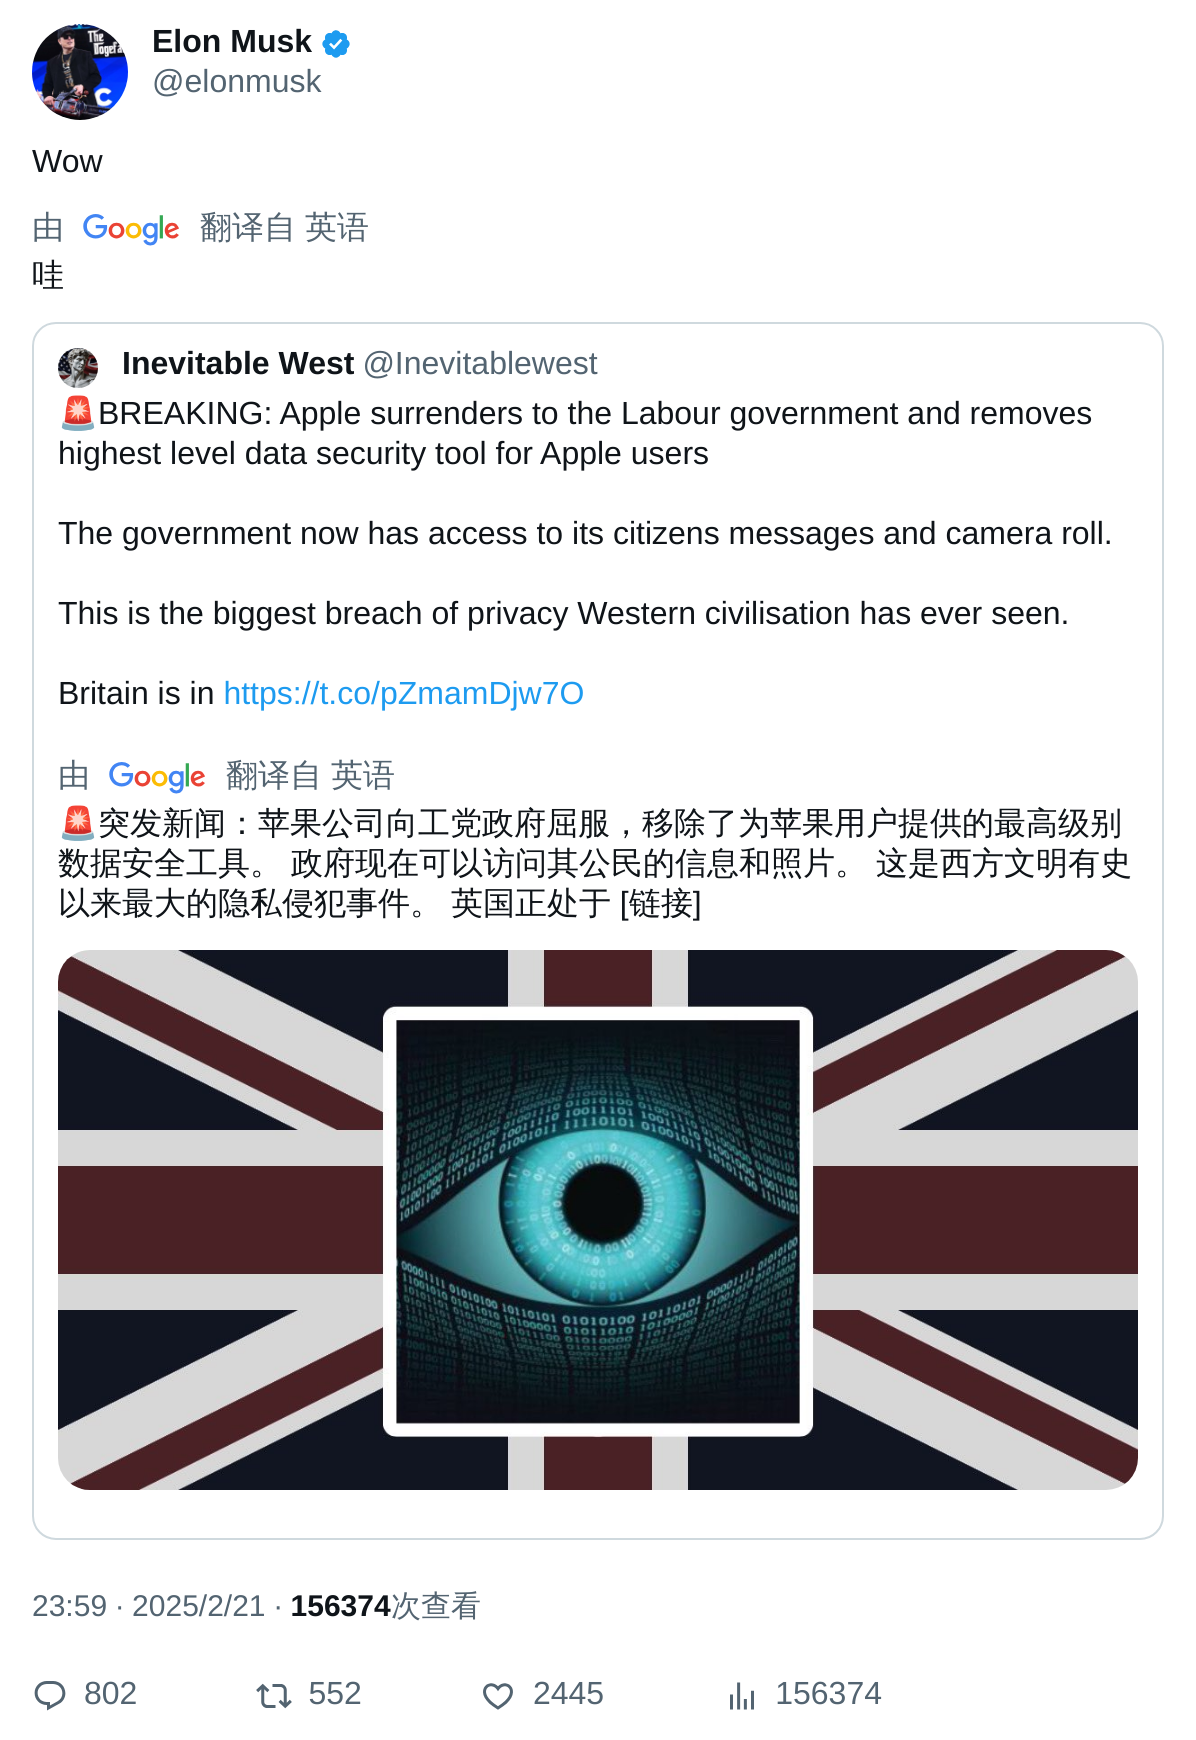 The
Dogefa
C
Elon Musk
@elonmusk
Wow
由 Google 翻译自 英语
哇
Inevitable West @Inevitablewest
🚨BREAKING: Apple surrenders to the Labour government and removes
highest level data security tool for Apple users
The government now has access to its citizens messages and camera roll.
This is the biggest breach of privacy Western civilisation has ever seen.
Britain is in https://t.co/pZmamDjw7O
由 Google 翻译自 英语
🚨突发新闻：苹果公司向工党政府屈服，移除了为苹果用户提供的最高级别
数据安全工具。 政府现在可以访问其公民的信息和照片。 这是西方文明有史
以来最大的隐私侵犯事件。 英国正处于 [链接]
23:59 · 2025/2/21 · 156374次查看
802 552 2445 156374